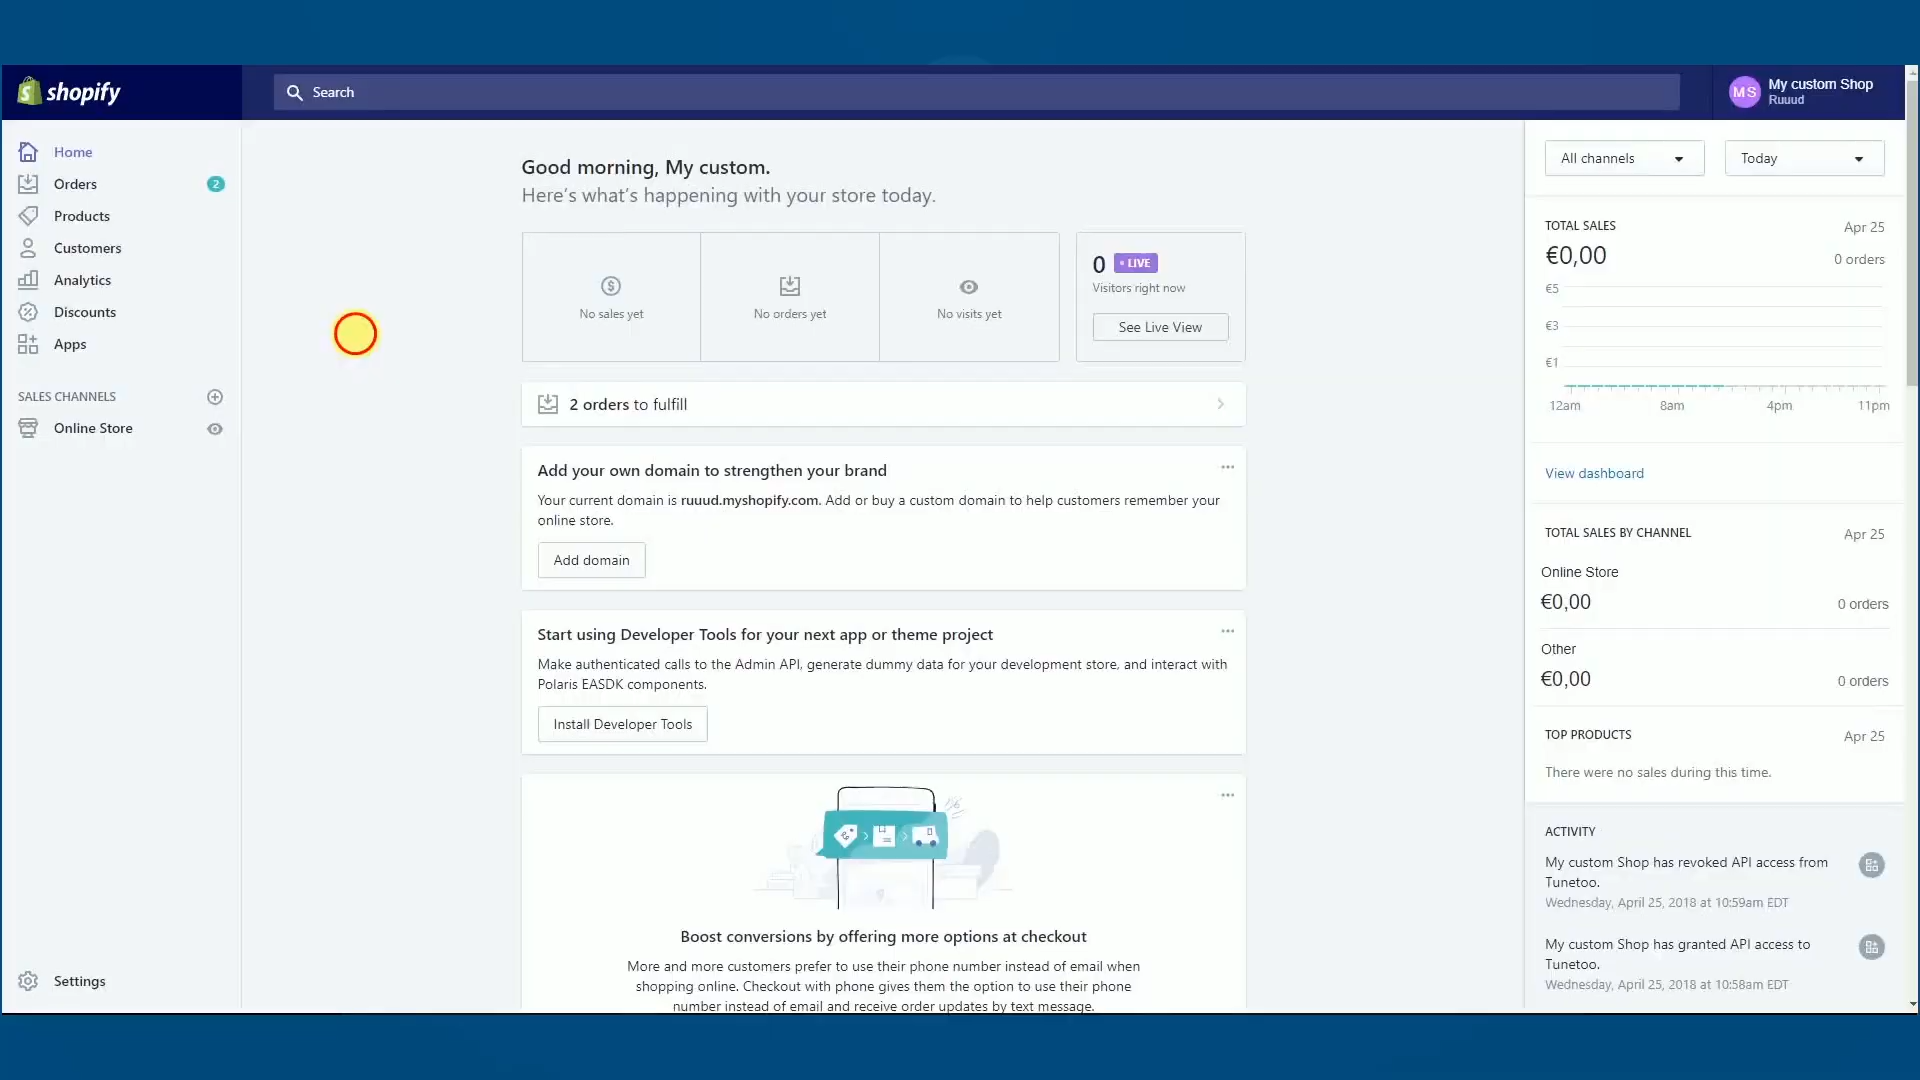 shopify
Search
MS
My custom Shop
Ruuud
Home
Orders
2
Products
Customers
Analytics
Discounts
Apps
SALES CHANNELS
Online Store
Settings
Good morning, My custom.
Here's what's happening with your store today.
No sales yet
No orders yet
No visits yet
0 • LIVE
Visitors right now
See Live View
2 orders to fulfill
Add your own domain to strengthen your brand
Your current domain is ruuud.myshopify.com. Add or buy a custom domain to help customers remember your
online store.
Add domain
Start using Developer Tools for your next app or theme project
Make authenticated calls to the Admin API, generate dummy data for your development store, and interact with
Polaris EASDK components.
Install Developer Tools
Boost conversions by offering more options at checkout
More and more customers prefer to use their phone number instead of email when
shopping online. Checkout with phone gives them the option to use their phone
number instead of email and receive order updates by text message.
All channels
Today
TOTAL SALES
Apr 25
€0,00
0 orders
€5
€3
€1
12am
8am
4pm
11pm
View dashboard
TOTAL SALES BY CHANNEL
Apr 25
Online Store
€0,00
0 orders
Other
€0,00
0 orders
TOP PRODUCTS
Apr 25
There were no sales during this time.
ACTIVITY
My custom Shop has revoked API access from
Tunetoo.
Wednesday, April 25, 2018 at 10:59am EDT
My custom Shop has granted API access to
Tunetoo.
Wednesday, April 25, 2018 at 10:58am EDT